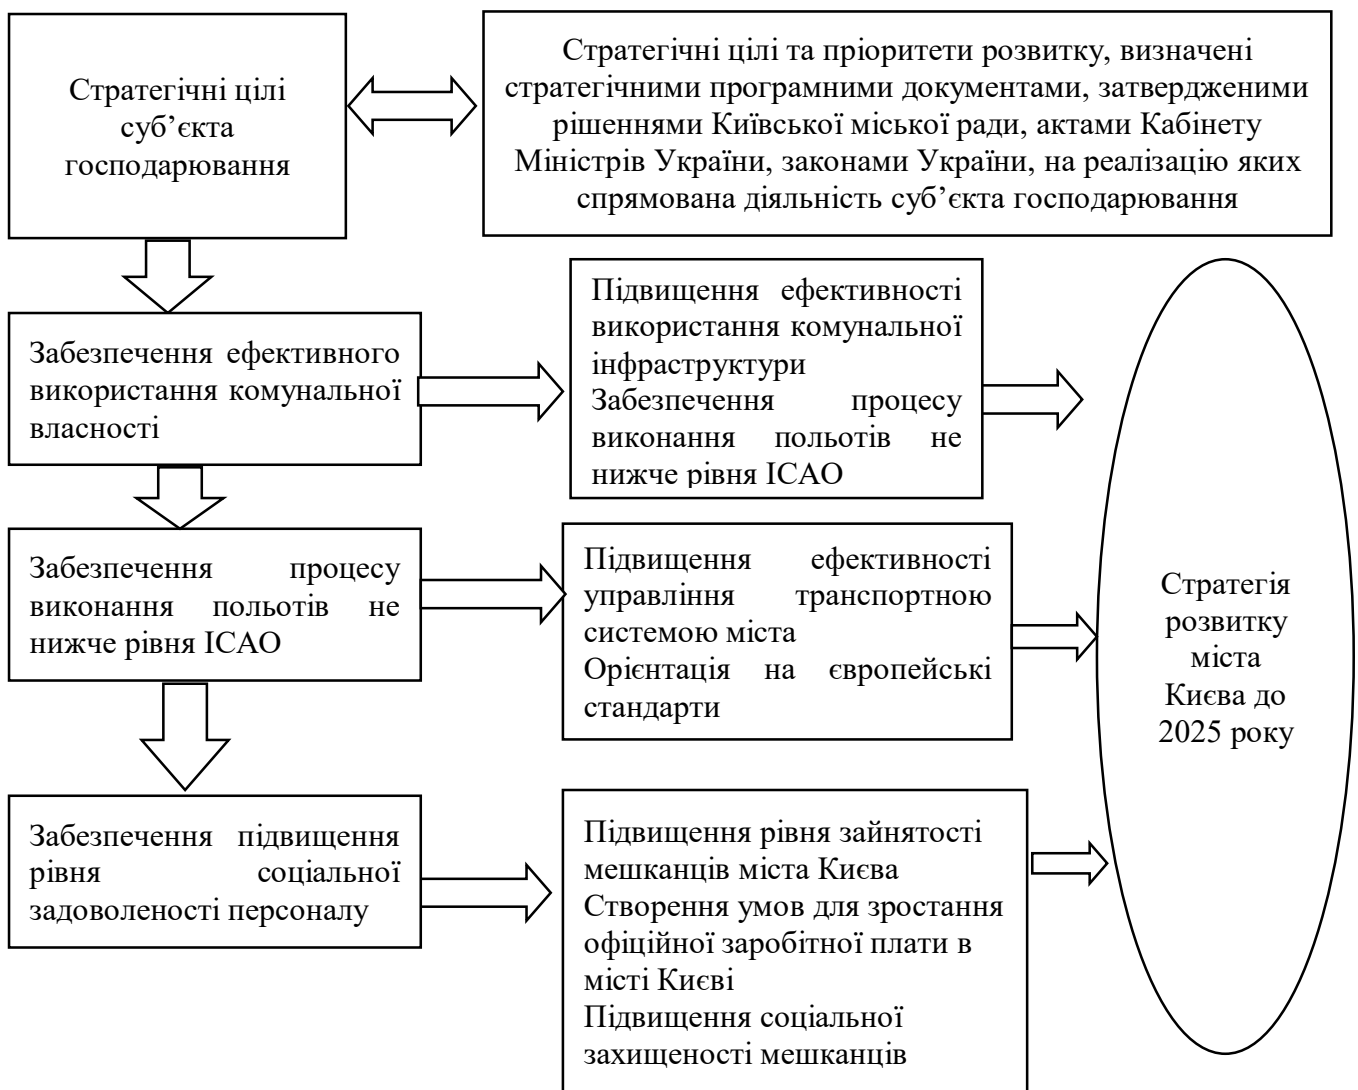 Стратегічні цілі
суб’єкта
господарювання
Стратегічні цілі та пріоритети розвитку, визначені
стратегічними програмними документами, затвердженими
рішеннями Київської міської ради, актами Кабінету
Міністрів України, законами України, на реалізацію яких
спрямована діяльність суб’єкта господарювання
Забезпечення ефективного
використання комунальної
власності
Підвищення ефективності
використання комунальної
інфраструктури
Забезпечення процесу
виконання польотів не
нижче рівня ІСАО
Забезпечення процесу
виконання польотів не
нижче рівня ІСАО
Підвищення ефективності
управління транспортною
системою міста
Орієнтація на європейські
стандарти
Стратегія
розвитку
міста
Києва до
2025 року
Забезпечення підвищення
рівня соціальної
задоволеності персоналу
Підвищення рівня зайнятості
мешканців міста Києва
Створення умов для зростання
офіційної заробітної плати в
місті Києві
Підвищення соціальної
захищеності мешканців